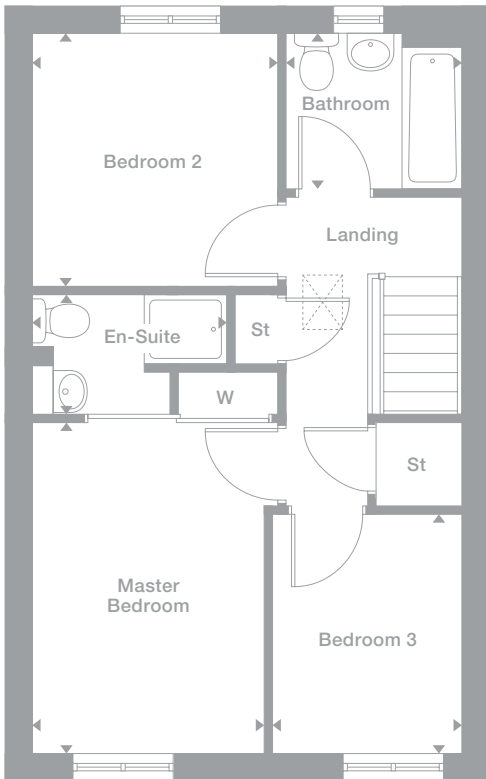 Bathroom
Bedroom 2
Landing
En-Suite
St
W
St
Master
Bedroom
Bedroom 3